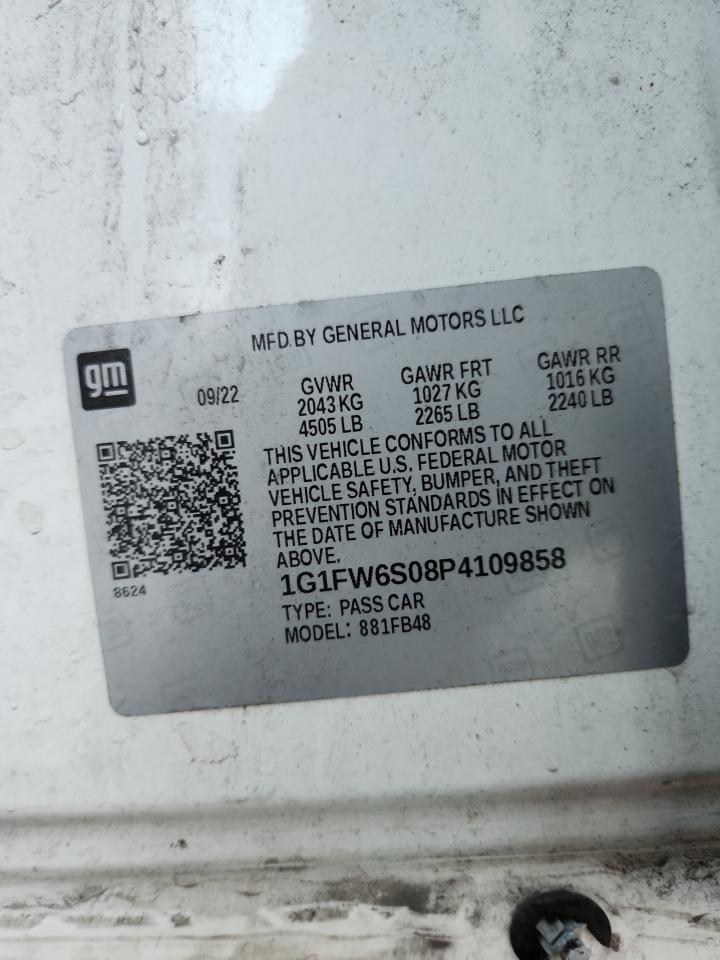 MFD.BY GENERAL MOTORS LLC
gm
09/22
GVWR
2043 KG
4505 LB
GAWR FRT
1027 KG
2265 LB
GAWR RR
1016 KG
2240 LB
THIS VEHICLE CONFORMS TO ALL
APPLICABLE U.S. FEDERAL MOTOR
VEHICLE SAFETY, BUMPER, AND THEFT
PREVENTION STANDARDS IN EFFECT ON
THE DATE OF MANUFACTURE SHOWN
ABOVE.
8624
1G1FW6S08P4109858
TYPE: PASS CAR
MODEL: 881FB48